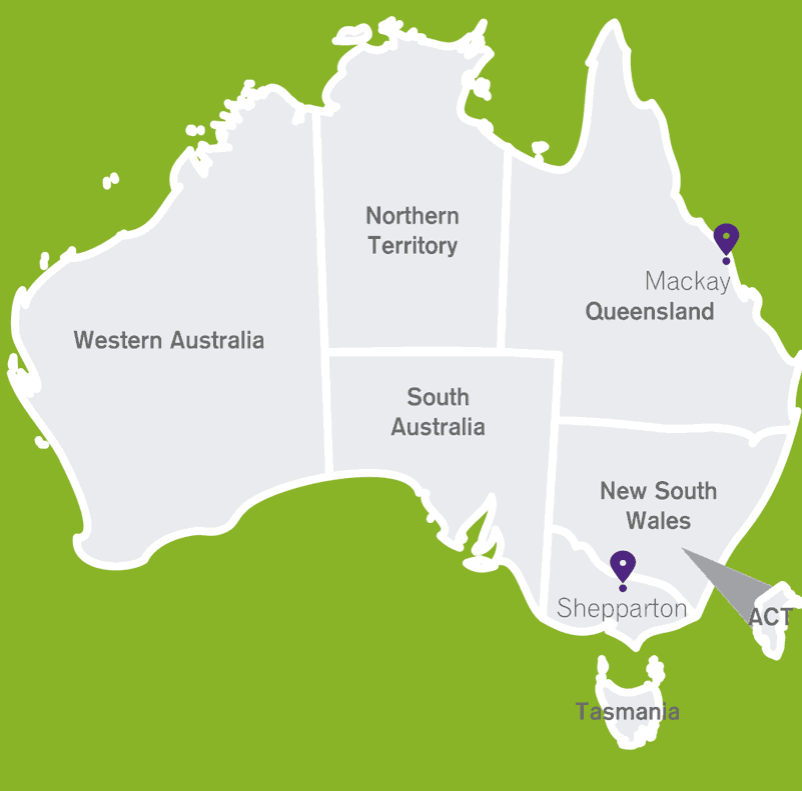 Northern
Territory
Mackay
Queensland
Western Australia
South
Australia
New South
Wales
Shepparton
ACT
Tasmania